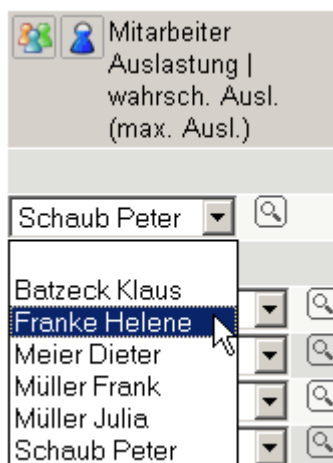 Mitarbeiter
Auslastung |
wahrsch. Ausl.
(max. Ausl.)
Schaub Peter
Batzeck Klaus
Franke Helene
Meier Dieter
Müller Frank
Müller Julia
Schaub Peter